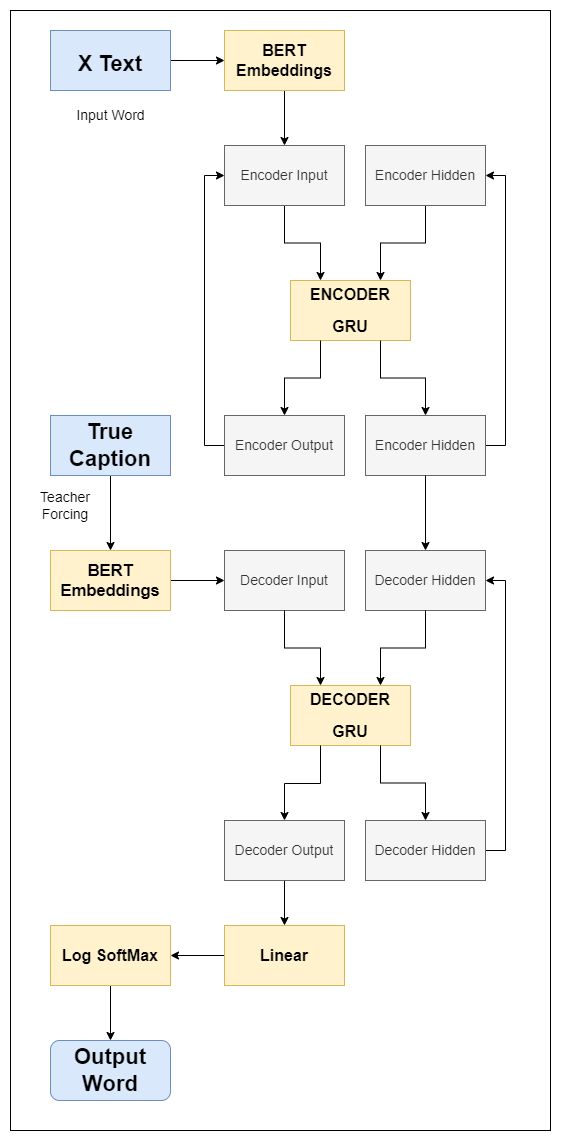 X Text
BERT
Embeddings
Input Word
Encoder Input
Encoder Hidden
ENCODER
GRU
True
Caption
Encoder Output
Encoder Hidden
Teacher
Forcing
BERT
Embeddings
Decoder Input
Decoder Hidden
DECODER
GRU
Decoder Output
Decoder Hidden
Log SoftMax
Linear
Output
Word